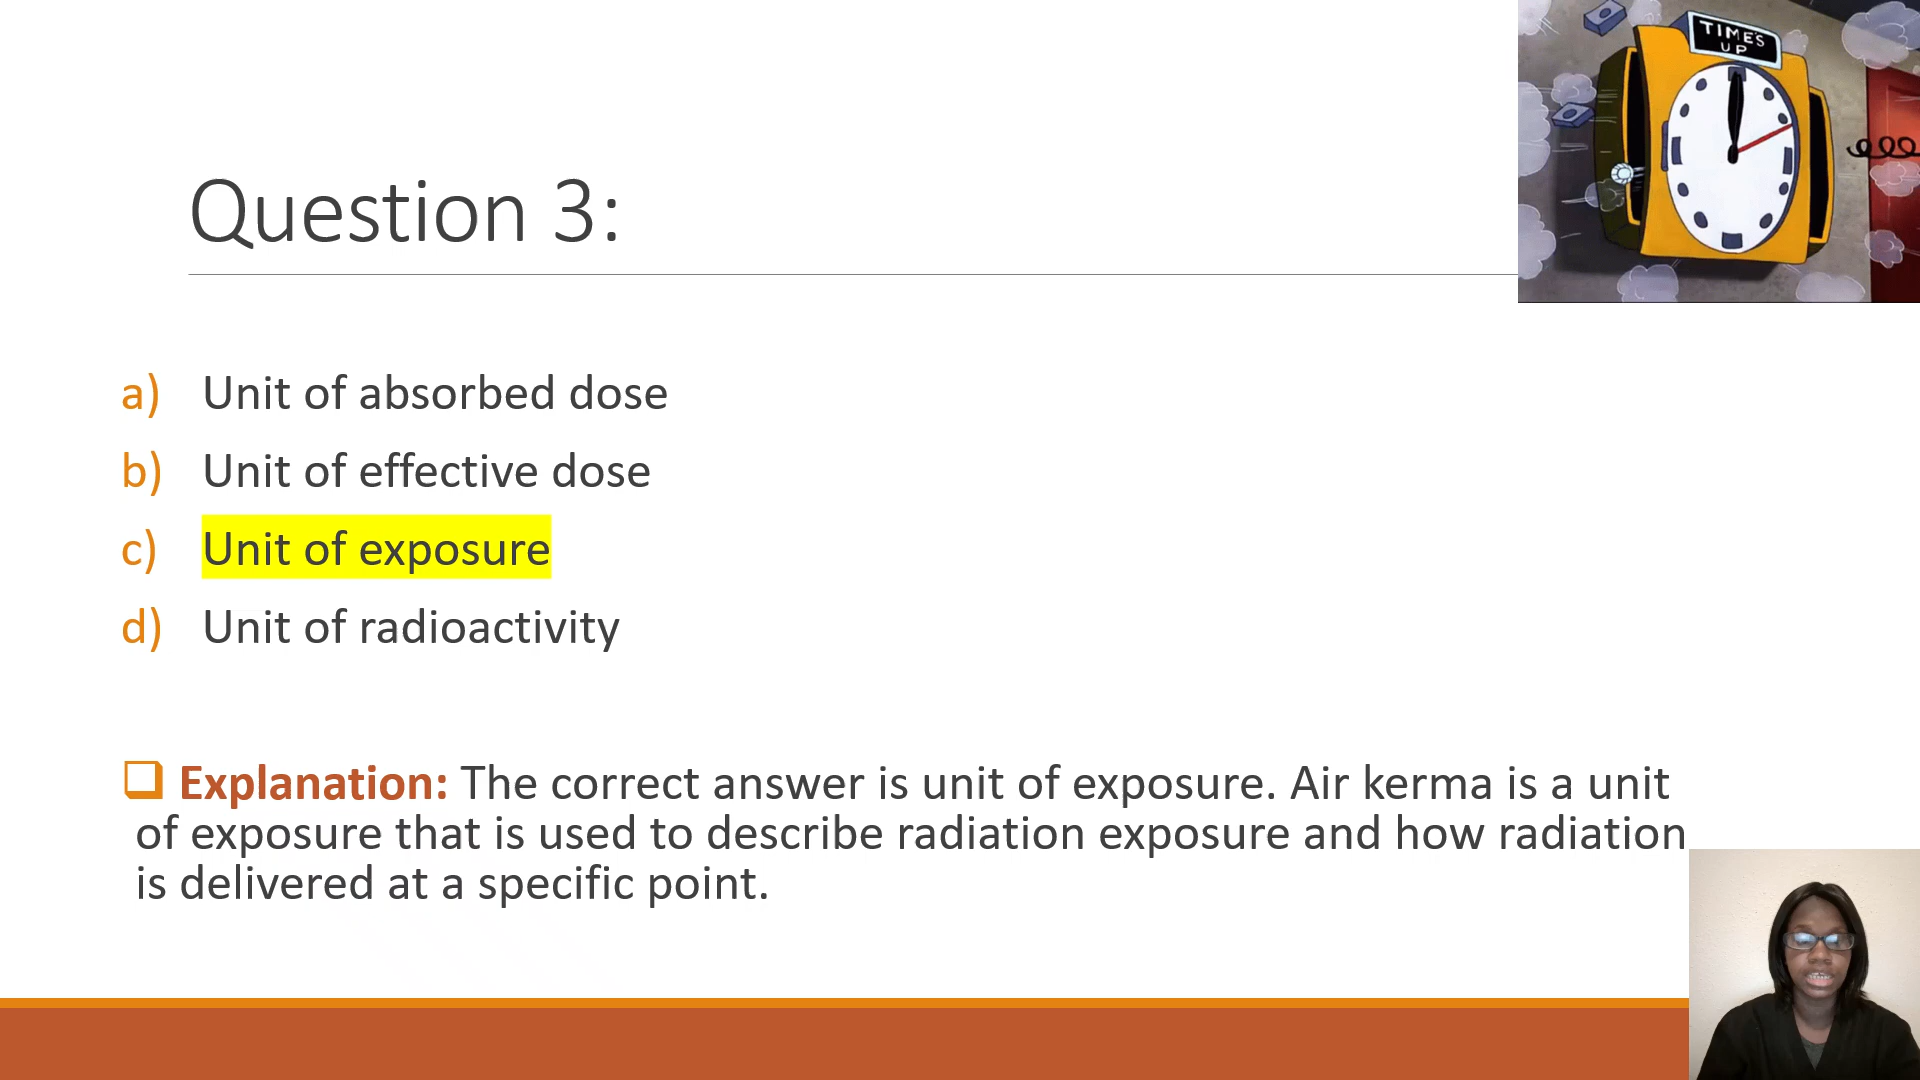 TIME'S
UP
Question 3:
a) Unit of absorbed dose
b) Unit of effective dose
c) Unit of exposure
d) Unit of radioactivity
Explanation: The correct answer is unit of exposure. Air kerma is a unit
of exposure that is used to describe radiation exposure and how radiation
is delivered at a specific point.